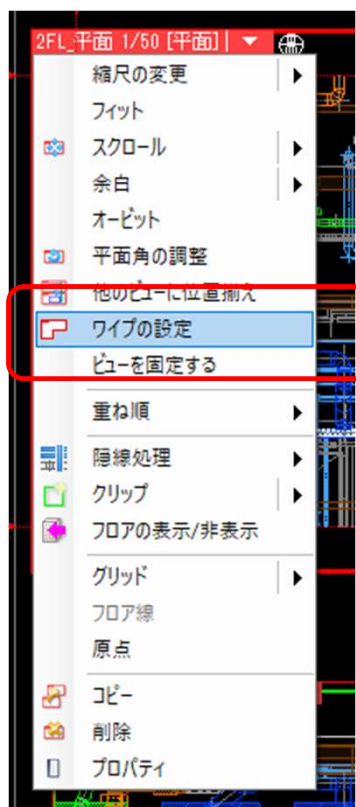 2FL_平面 1/50 [平面]
縮尺の変更
フィット
スクロール
余白
オービット
平面角の調整
他のビューに位置揃え
ワイプの設定
ビューを固定する
重ね順
隠線処理
クリップ
フロアの表示/非表示
グリッド
フロア線
原点
コピー
削除
プロパティ